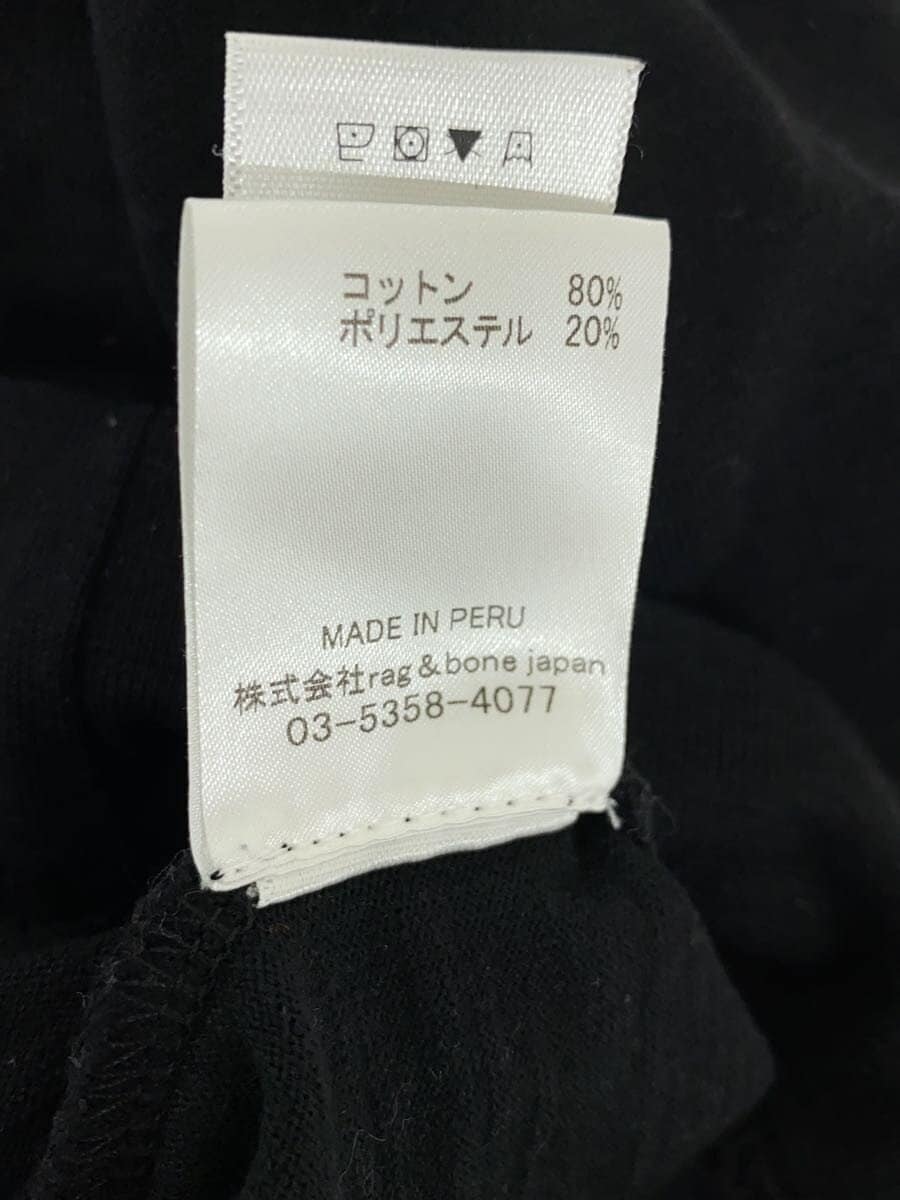 コットン 80%
ポリエステル 20%
MADE IN PERU
株式会社rag & bone japan
03-5358-4077